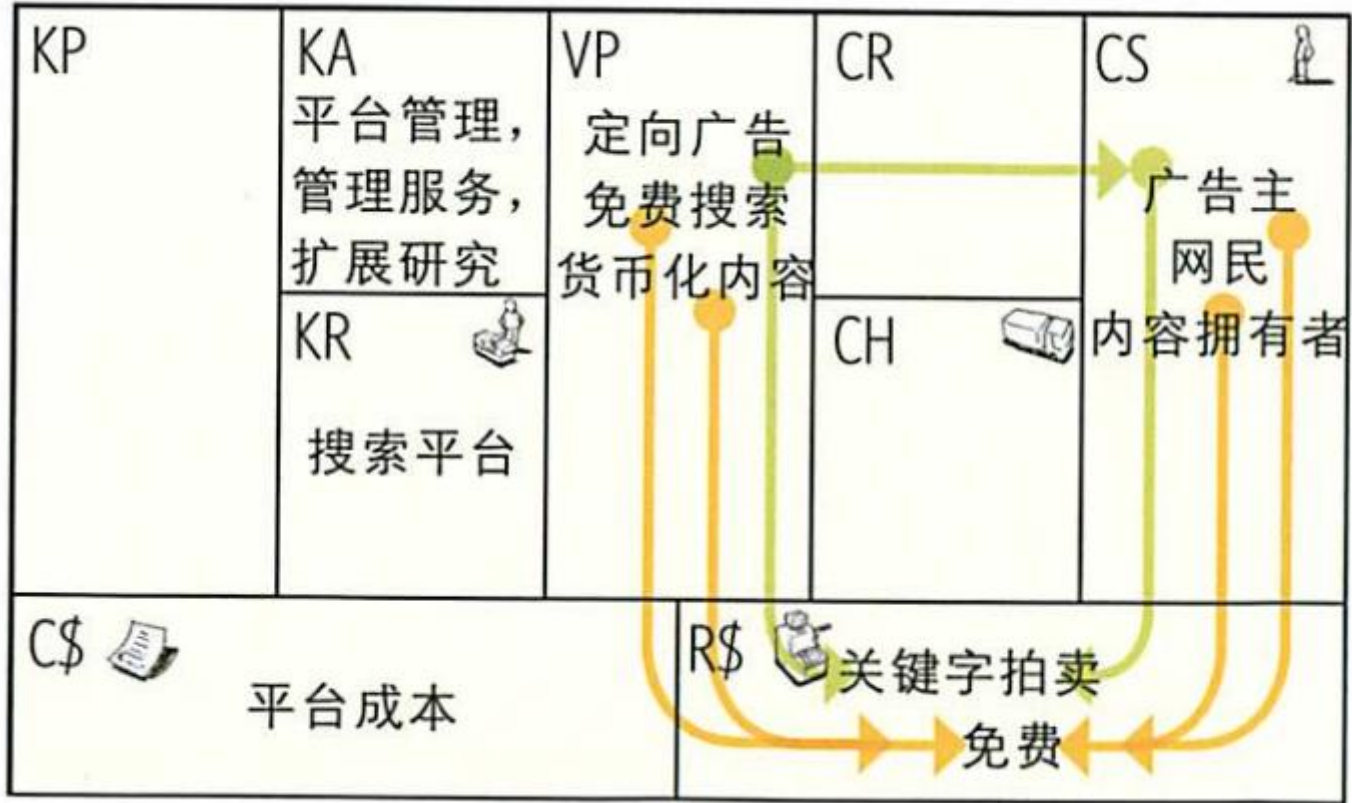 KP
KA
平台管理，
管理服务，
扩展研究
KR
搜索平台
VP
定向广告
免费搜索
货币化内容
CR
CH
CS
广告主
网民
内容拥有者
C$
平台成本
R$
关键字拍卖
免费